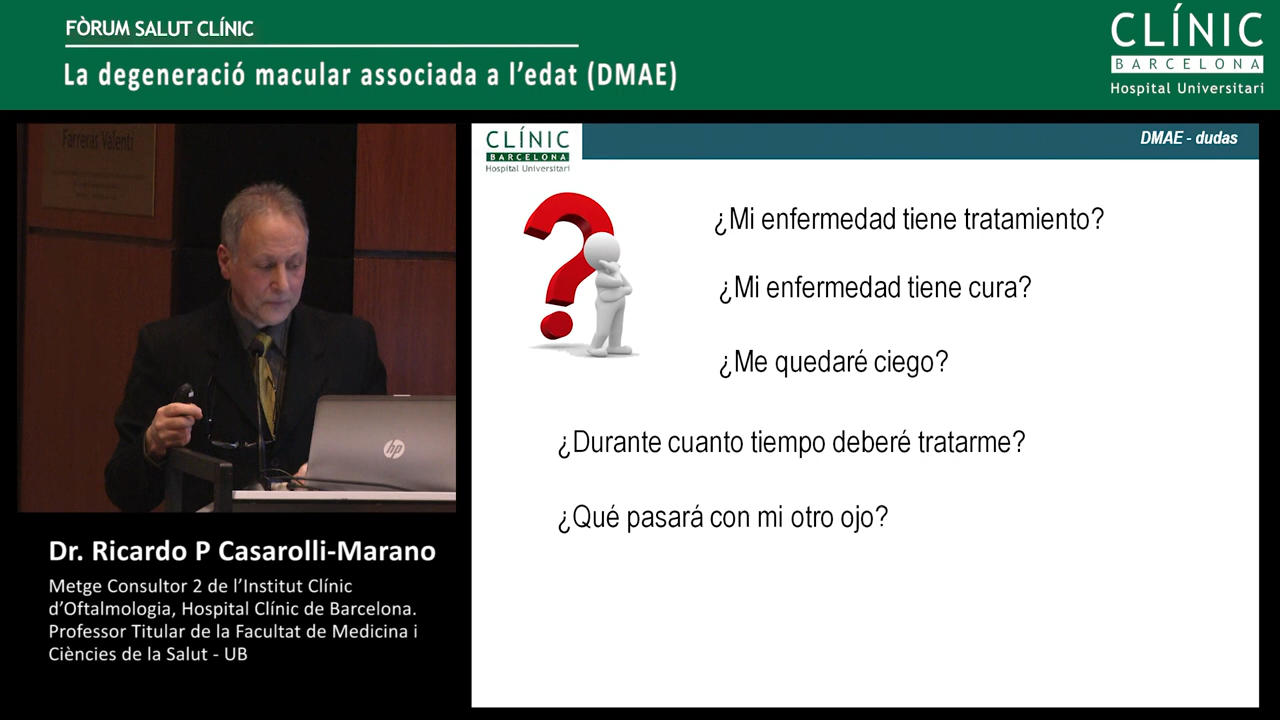 FÒRUM SALUT CLÍNIC
La degeneració macular associada a l'edat (DMAE)
CLÍNIC
BARCELONA
Hospital Universitari
Farreras Valentí
CLÍNIC
BARCELONA
Hospital Universitari
DMAE - dudas
¿Mi enfermedad tiene tratamiento?
¿Mi enfermedad tiene cura?
¿Me quedaré ciego?
¿Durante cuanto tiempo deberé tratarme?
¿Qué pasará con mi otro ojo?
hp
Dr. Ricardo P Casarolli-Marano
Metge Consultor 2 de l'Institut Clínic
d'Oftalmologia, Hospital Clínic de Barcelona.
Professor Titular de la Facultat de Medicina i
Ciències de la Salut - UB